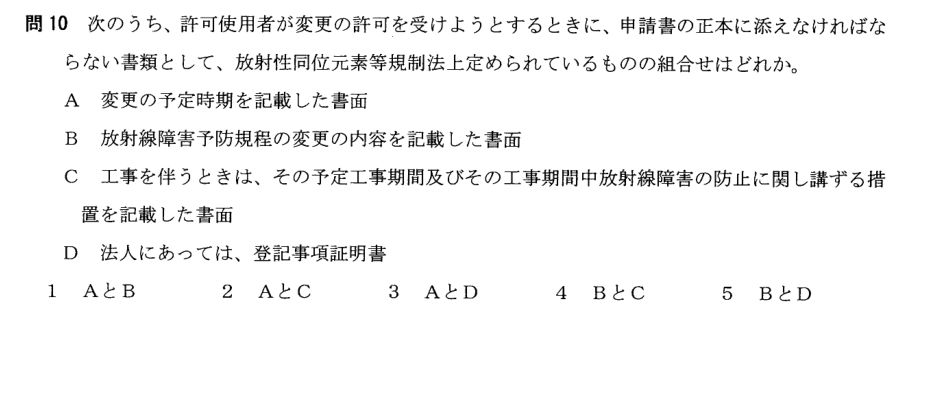 問10　次のうち、許可使用者が変更の許可を受けようとするときに、申請書の正本に添えなければな
らない書類として、放射性同位元素等規制法上定められているものの組合せはどれか。
A　変更の予定時期を記載した書面
B　放射線障害予防規程の変更の内容を記載した書面
C　工事を伴うときは、その予定工事期間及びその工事期間中放射線障害の防止に関し講ずる措
置を記載した書面
D　法人にあっては、登記事項証明書
1　AとB　2　AとC　3　AとD　4　BとC　5　BとD